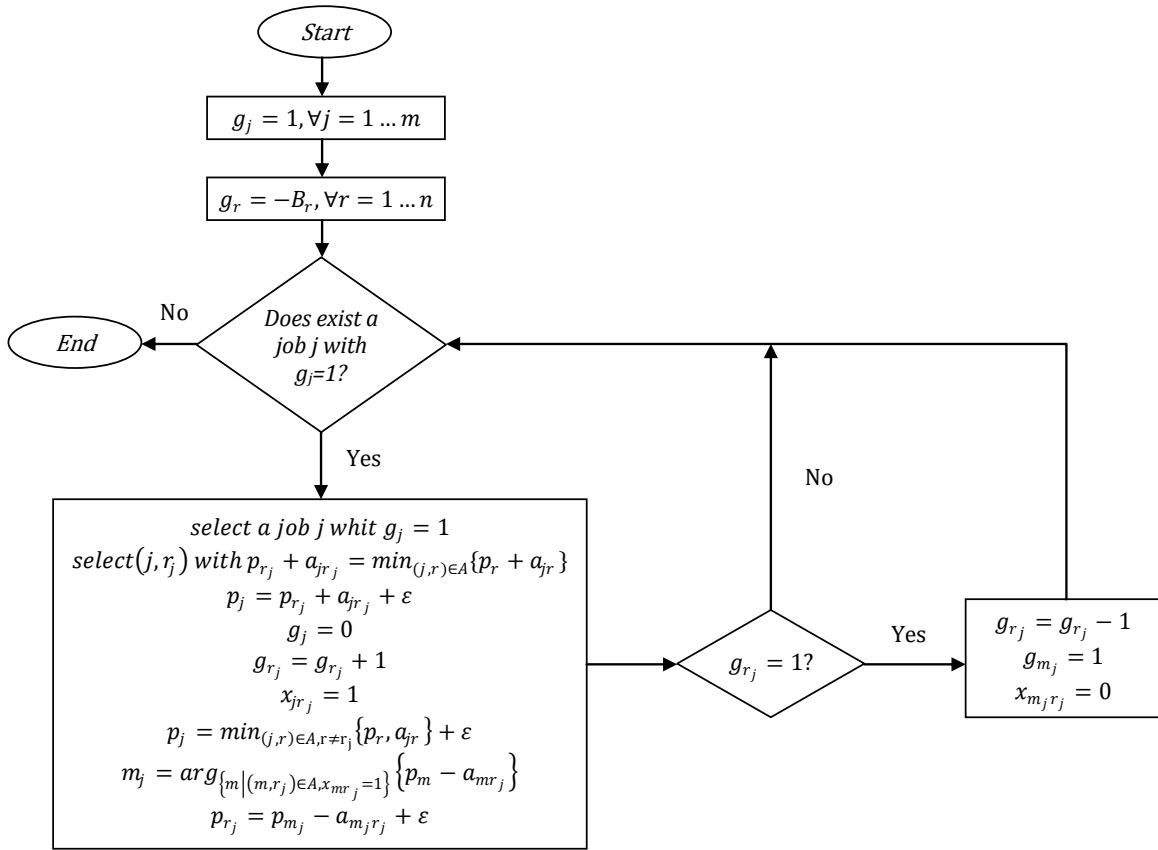 Start
g_j = 1, ∀j = 1 … m
g_r = −B_r, ∀r = 1 … n
Does exist a
job j with
g_j=1?
No
End
Yes
select a job j whit g_j = 1
select(j, r_j) with p_{r_j} + a_{jr_j} = min_{(j,r)∈A}{p_r + a_{jr}}
p_j = p_{r_j} + a_{jr_j} + ε
g_j = 0
g_{r_j} = g_{r_j} + 1
x_{jr_j} = 1
p_j = min_{(j,r)∈A,r≠r_j}{p_r, a_{jr}} + ε
m_j = arg_{{m|(m,r_j)∈A,x_{mr_j}=1}}{p_m − a_{mr_j}}
p_{r_j} = p_{m_j} − a_{m_jr_j} + ε
g_{r_j} = 1?
No
Yes
g_{r_j} = g_{r_j} − 1
g_{m_j} = 1
x_{m_jr_j} = 0